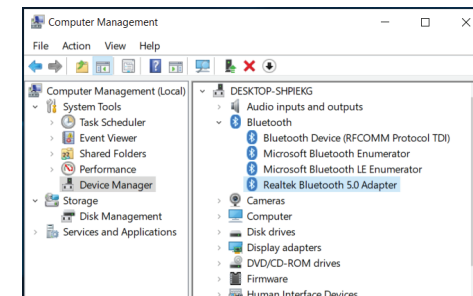 Computer Management
File Action View Help
Computer Management (Local)
System Tools
Task Scheduler
Event Viewer
Shared Folders
Performance
Device Manager
Storage
Disk Management
Services and Applications
DESKTOP-SHPIEKG
Audio inputs and outputs
Bluetooth
Bluetooth Device (RFCOMM Protocol TDI)
Microsoft Bluetooth Enumerator
Microsoft Bluetooth LE Enumerator
Realtek Bluetooth 5.0 Adapter
Cameras
Computer
Disk drives
Display adapters
DVD/CD-ROM drives
Firmware
Human Interface Devices